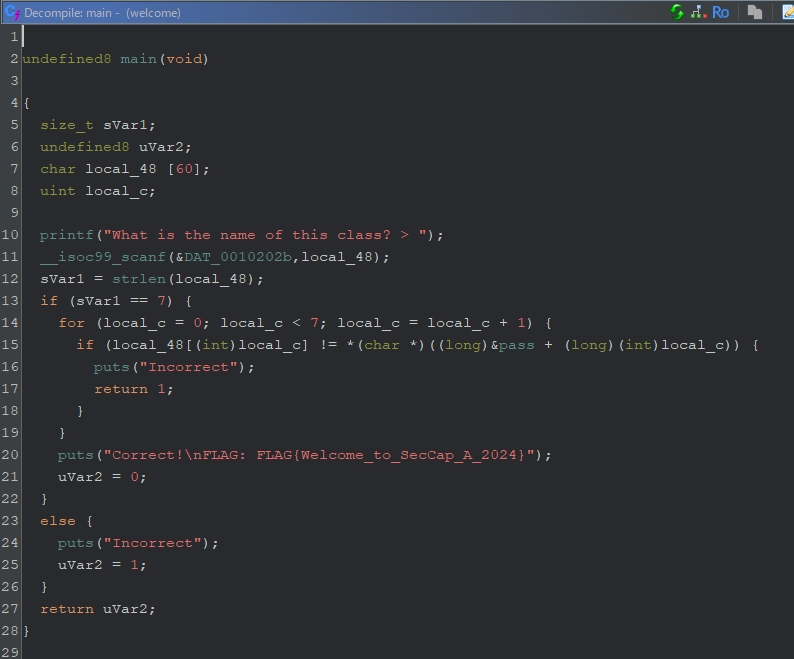 Decompile: main - (welcome)
Ro
1
2 undefined8 main(void)
3
4 {
5   size_t sVar1;
6   undefined8 uVar2;
7   char local_48 [60];
8   uint local_c;
9
10   printf("What is the name of this class? > ");
11   __isoc99_scanf(&DAT_0010202b,local_48);
12   sVar1 = strlen(local_48);
13   if (sVar1 == 7) {
14     for (local_c = 0; local_c < 7; local_c = local_c + 1) {
15       if (local_48[(int)local_c] != *(char *)((long)&pass + (long)(int)local_c)) {
16         puts("Incorrect");
17         return 1;
18       }
19     }
20     puts("Correct!\nFLAG: FLAG{Welcome_to_SecCap_A_2024}");
21     uVar2 = 0;
22   }
23   else {
24     puts("Incorrect");
25     uVar2 = 1;
26   }
27   return uVar2;
28 }
29